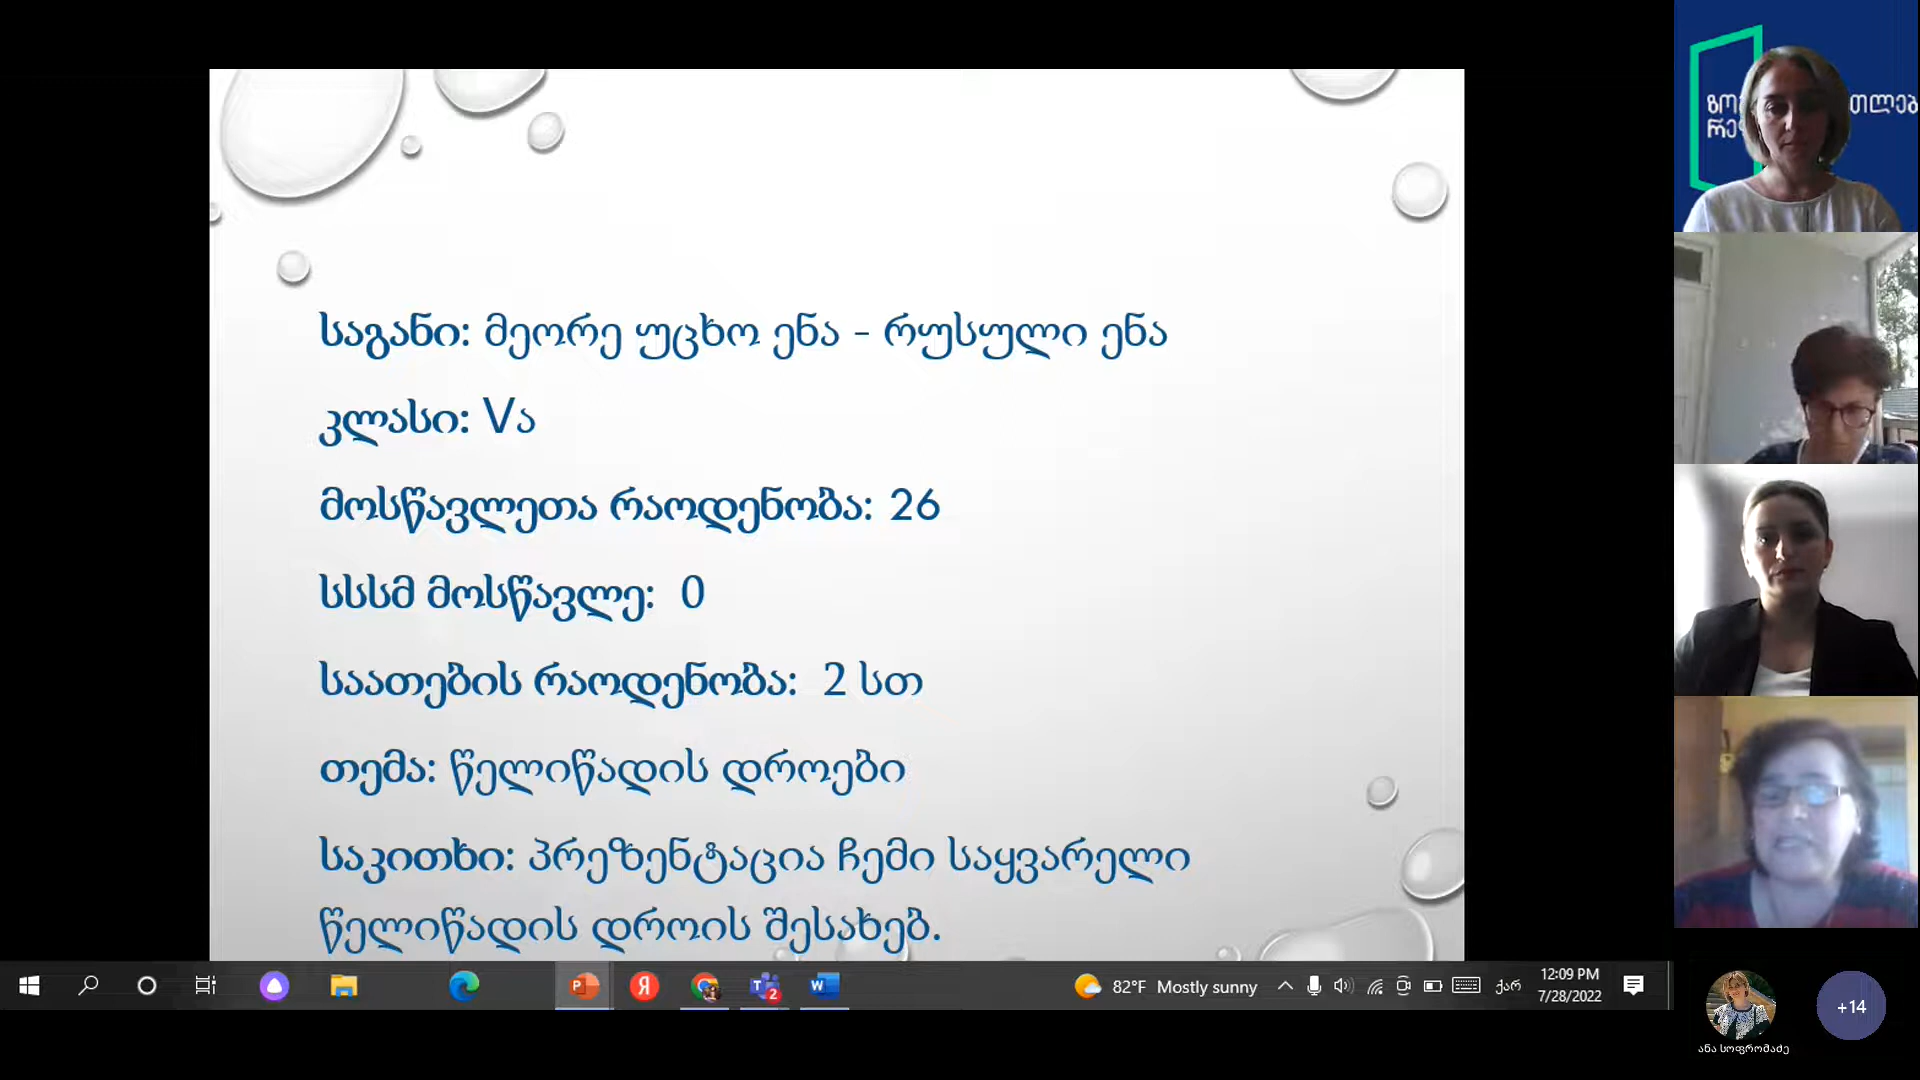 საგანი: მეორე უცხო ენა - რუსული ენა
კლასი: Vა
მოსწავლეთა რაოდენობა: 26
სსსმ მოსწავლე: 0
საათების რაოდენობა: 2 სთ
თემა: წელიწადის დროები
საკითხი: პრეზენტაცია ჩემი საყვარელი
წელიწადის დროის შესახებ.
82°F Mostly sunny
ქარ
12:09 PM
7/28/2022
ანა სოფრომაძე
+14